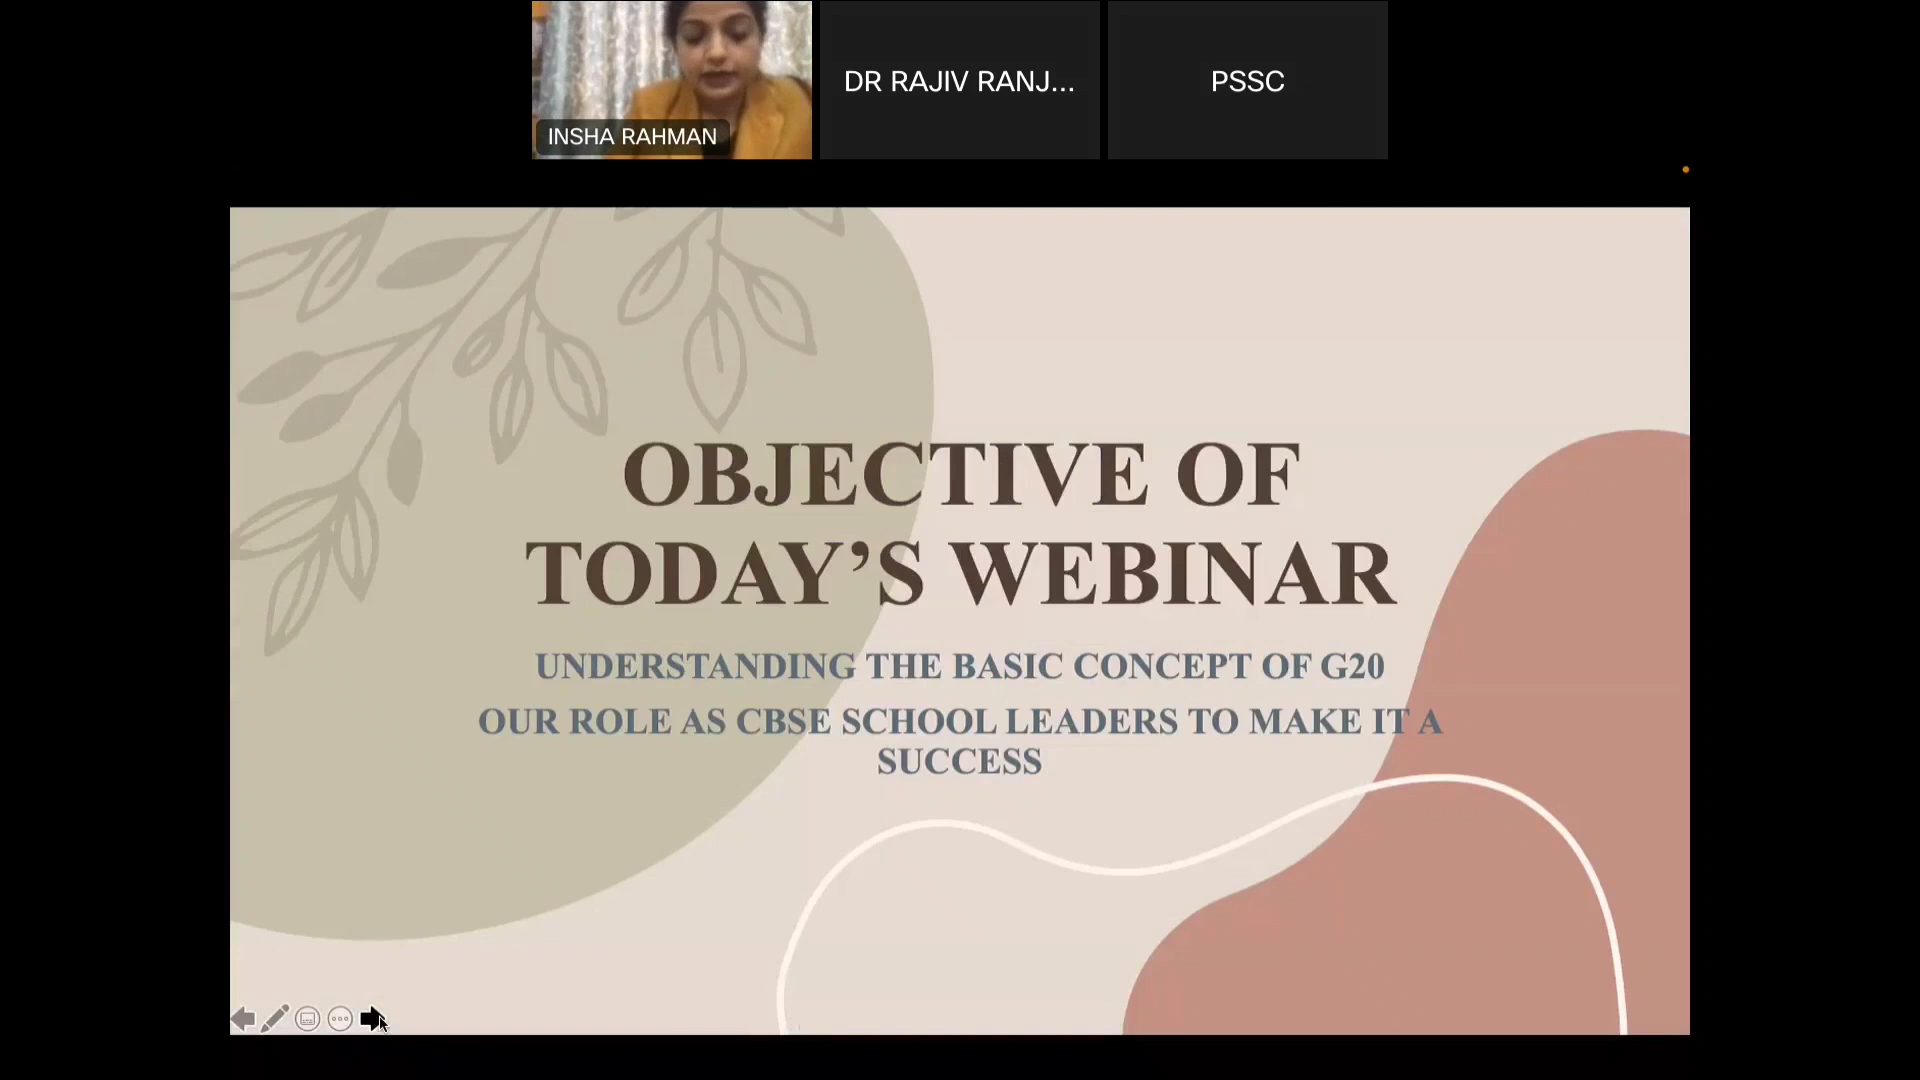 INSHA RAHMAN
DR RAJIV RANJ...
PSSC
OBJECTIVE OF
TODAY’S WEBINAR
UNDERSTANDING THE BASIC CONCEPT OF G20
OUR ROLE AS CBSE SCHOOL LEADERS TO MAKE IT A
SUCCESS